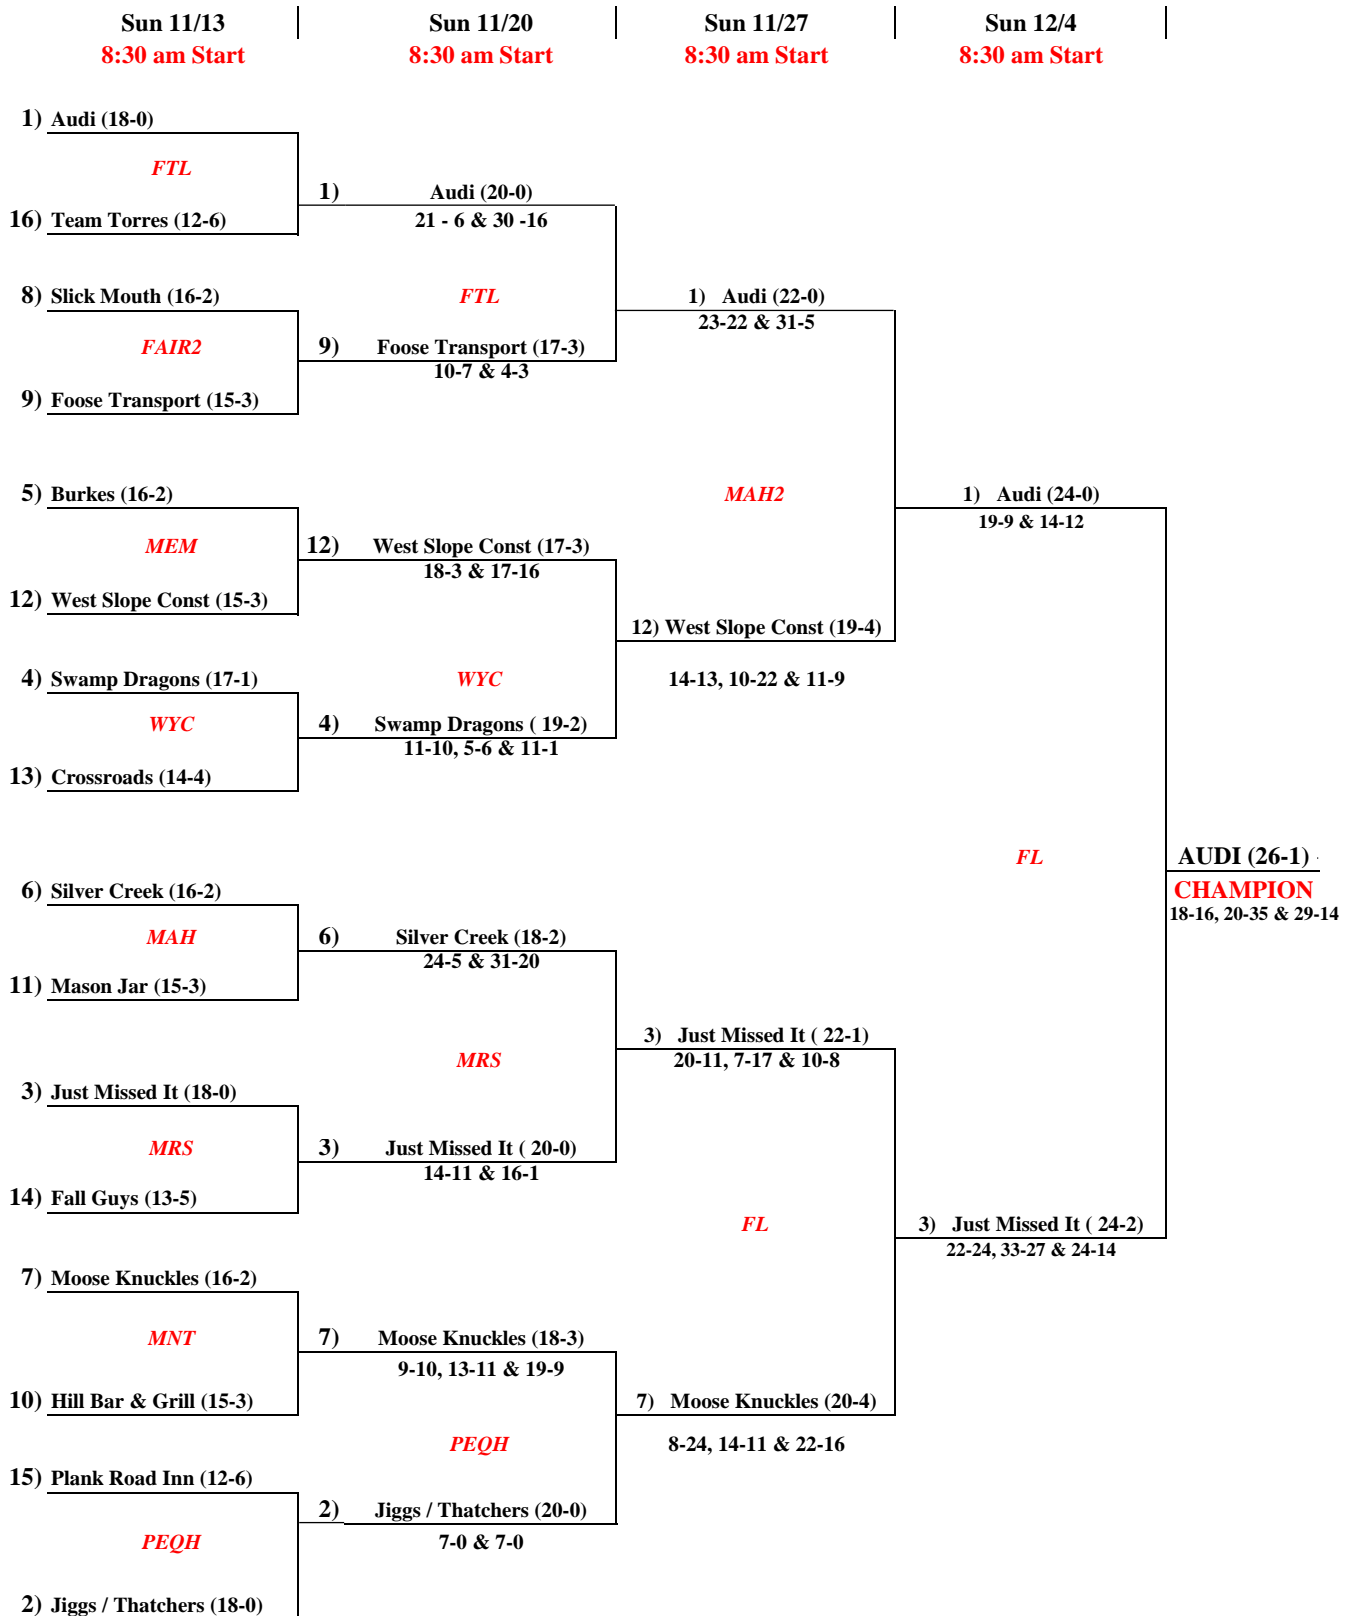 Sun 11/13 Sun 11/20 Sun 11/27 Sun 12/4
8:30 am Start 8:30 am Start 8:30 am Start 8:30 am Start
1) Audi (18-0)
FTL
1) Audi (20-0)
16) Team Torres (12-6)
21 - 6 & 30 -16
8) Slick Mouth (16-2)
FTL
1) Audi (22-0)
23-22 & 31-5
FAIR2
9) Foose Transport (17-3)
10-7 & 4-3
9) Foose Transport (15-3)
5) Burkes (16-2)
MAH2
1) Audi (24-0)
19-9 & 14-12
MEM
12) West Slope Const (17-3)
18-3 & 17-16
12) West Slope Const (15-3)
12) West Slope Const (19-4)
4) Swamp Dragons (17-1)
WYC
14-13, 10-22 & 11-9
WYC
4) Swamp Dragons ( 19-2)
11-10, 5-6 & 11-1
13) Crossroads (14-4)
FL
AUDI (26-1)
CHAMPION
18-16, 20-35 & 29-14
6) Silver Creek (16-2)
MAH
6) Silver Creek (18-2)
24-5 & 31-20
11) Mason Jar (15-3)
3) Just Missed It ( 22-1)
20-11, 7-17 & 10-8
MRS
3) Just Missed It (18-0)
MRS
3) Just Missed It ( 20-0)
14-11 & 16-1
14) Fall Guys (13-5)
FL
3) Just Missed It ( 24-2)
22-24, 33-27 & 24-14
7) Moose Knuckles (16-2)
MNT
7) Moose Knuckles (18-3)
9-10, 13-11 & 19-9
10) Hill Bar & Grill (15-3)
7) Moose Knuckles (20-4)
PEQH
8-24, 14-11 & 22-16
15) Plank Road Inn (12-6)
2) Jiggs / Thatchers (20-0)
PEQH
7-0 & 7-0
2) Jiggs / Thatchers (18-0)